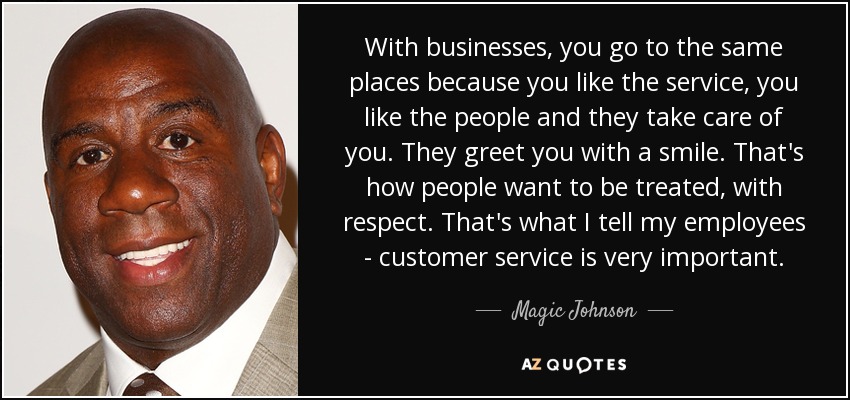 With businesses, you go to the same
places because you like the service, you
like the people and they take care of
you. They greet you with a smile. That's
how people want to be treated, with
respect. That's what I tell my employees
- customer service is very important.
Magic Johnson
AZ QUOTES